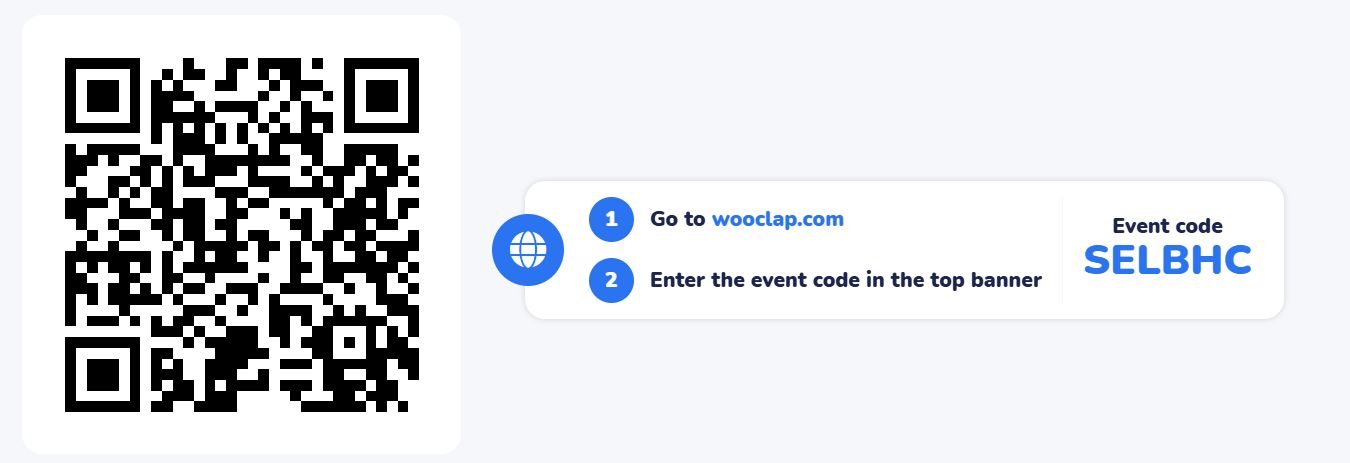 1 Go to wooclap.com
2 Enter the event code in the top banner
Event code
SELBHC